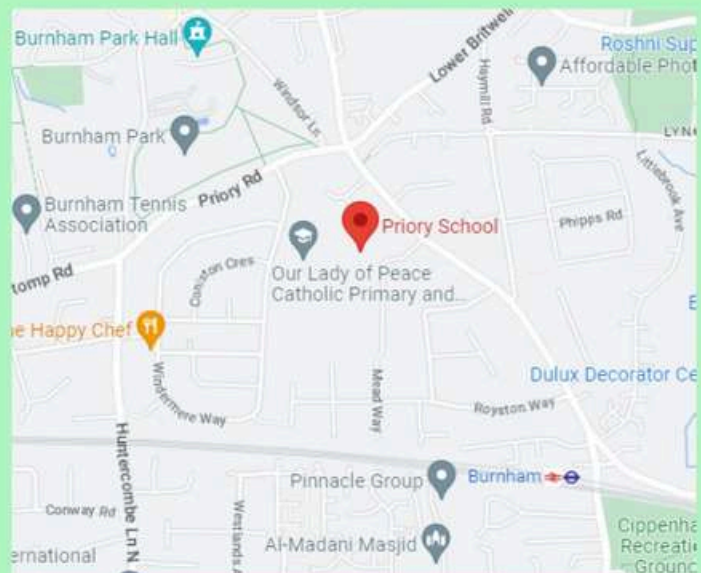 Burnham Park Hall
Windsor Ln
Lower Britwell
Haymill Rd
Roshni Sup
Affordable Phot
Burnham Park
Priory Rd
LYN
Littlebrook Ave
Burnham Tennis
Association
Priory School
Phipps Rd
tomp Rd
Coniston Cres
Our Lady of Peace
Catholic Primary and...
e Happy Chef
Windermere Way
Mead Way
Dulux Decorator Ce
Royston Way
Huntercombe Ln N
Pinnacle Group
Burnham
Conway Rd
Westlands A
Al-Madani Masjid
ernational
Cippenha
Recreati
Groun